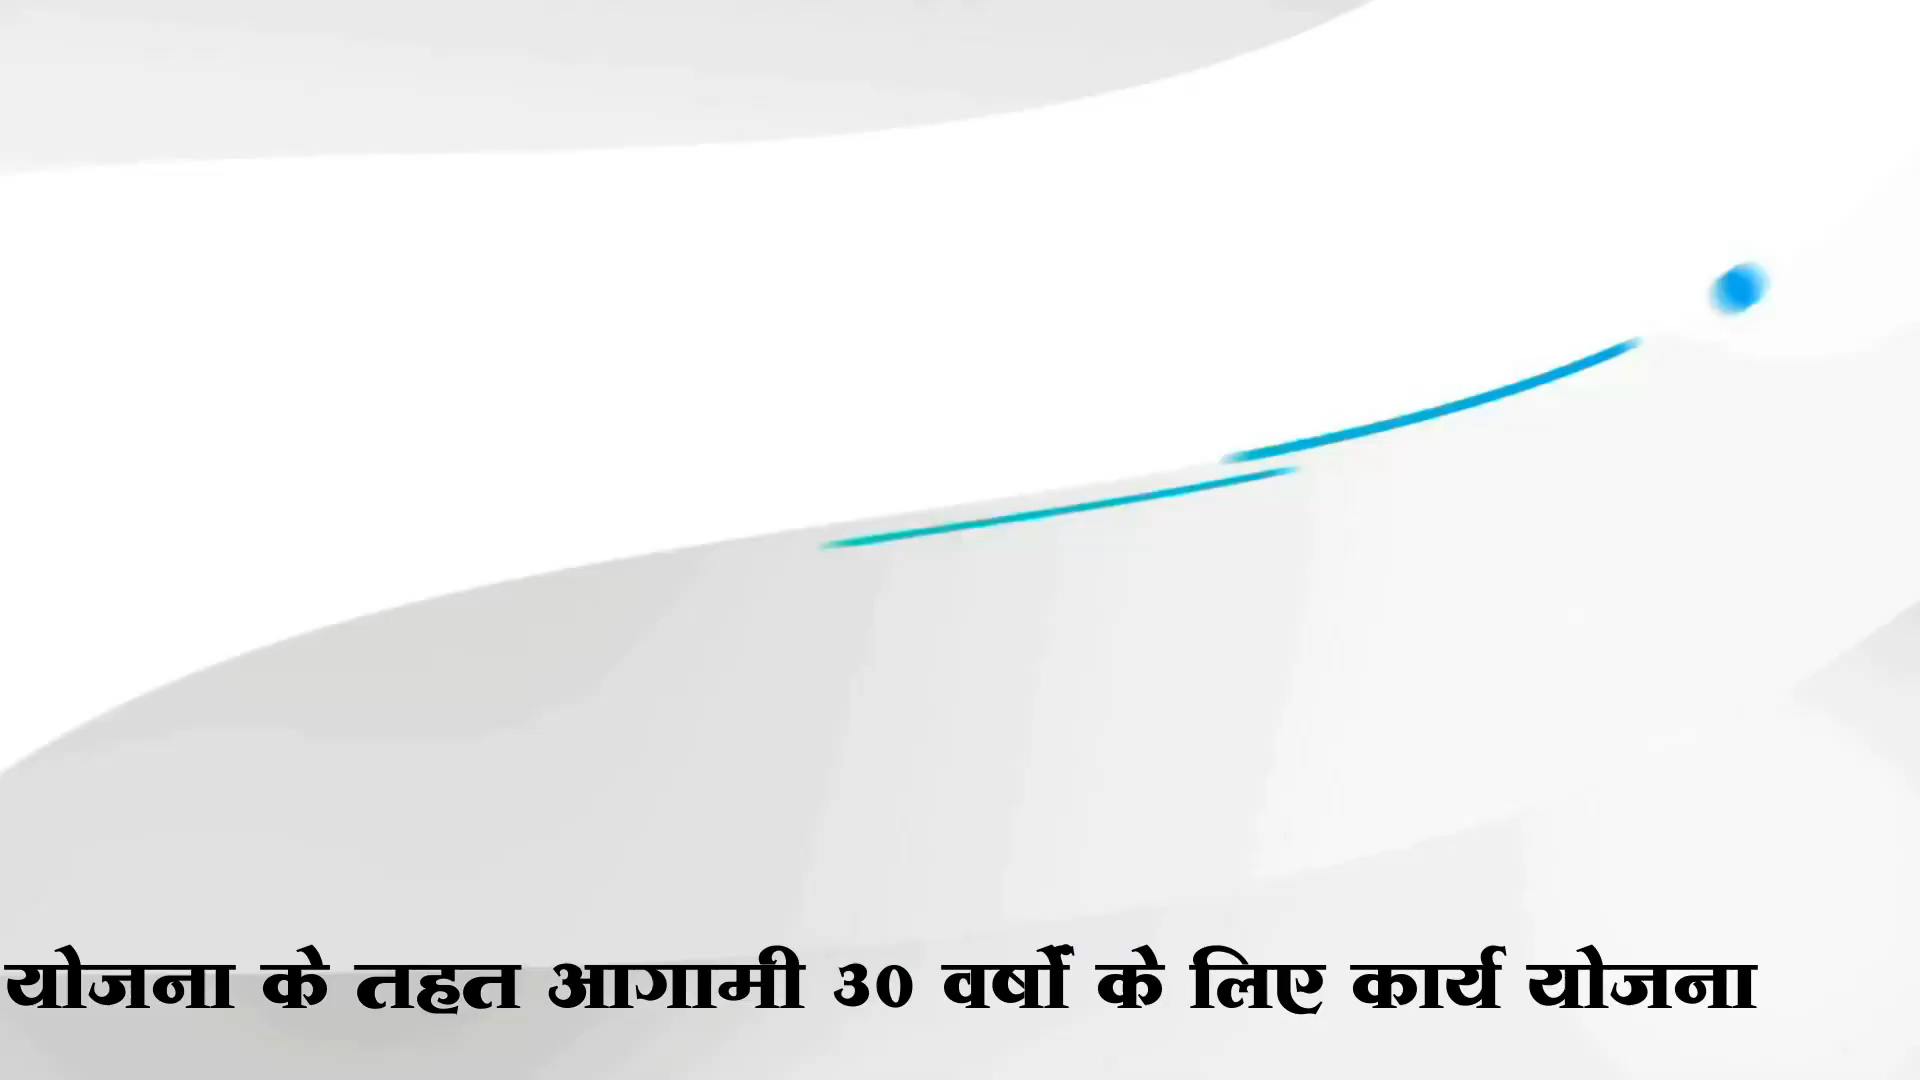 योजना के तहत आगामी 30 वर्षों के लिए कार्य योजना